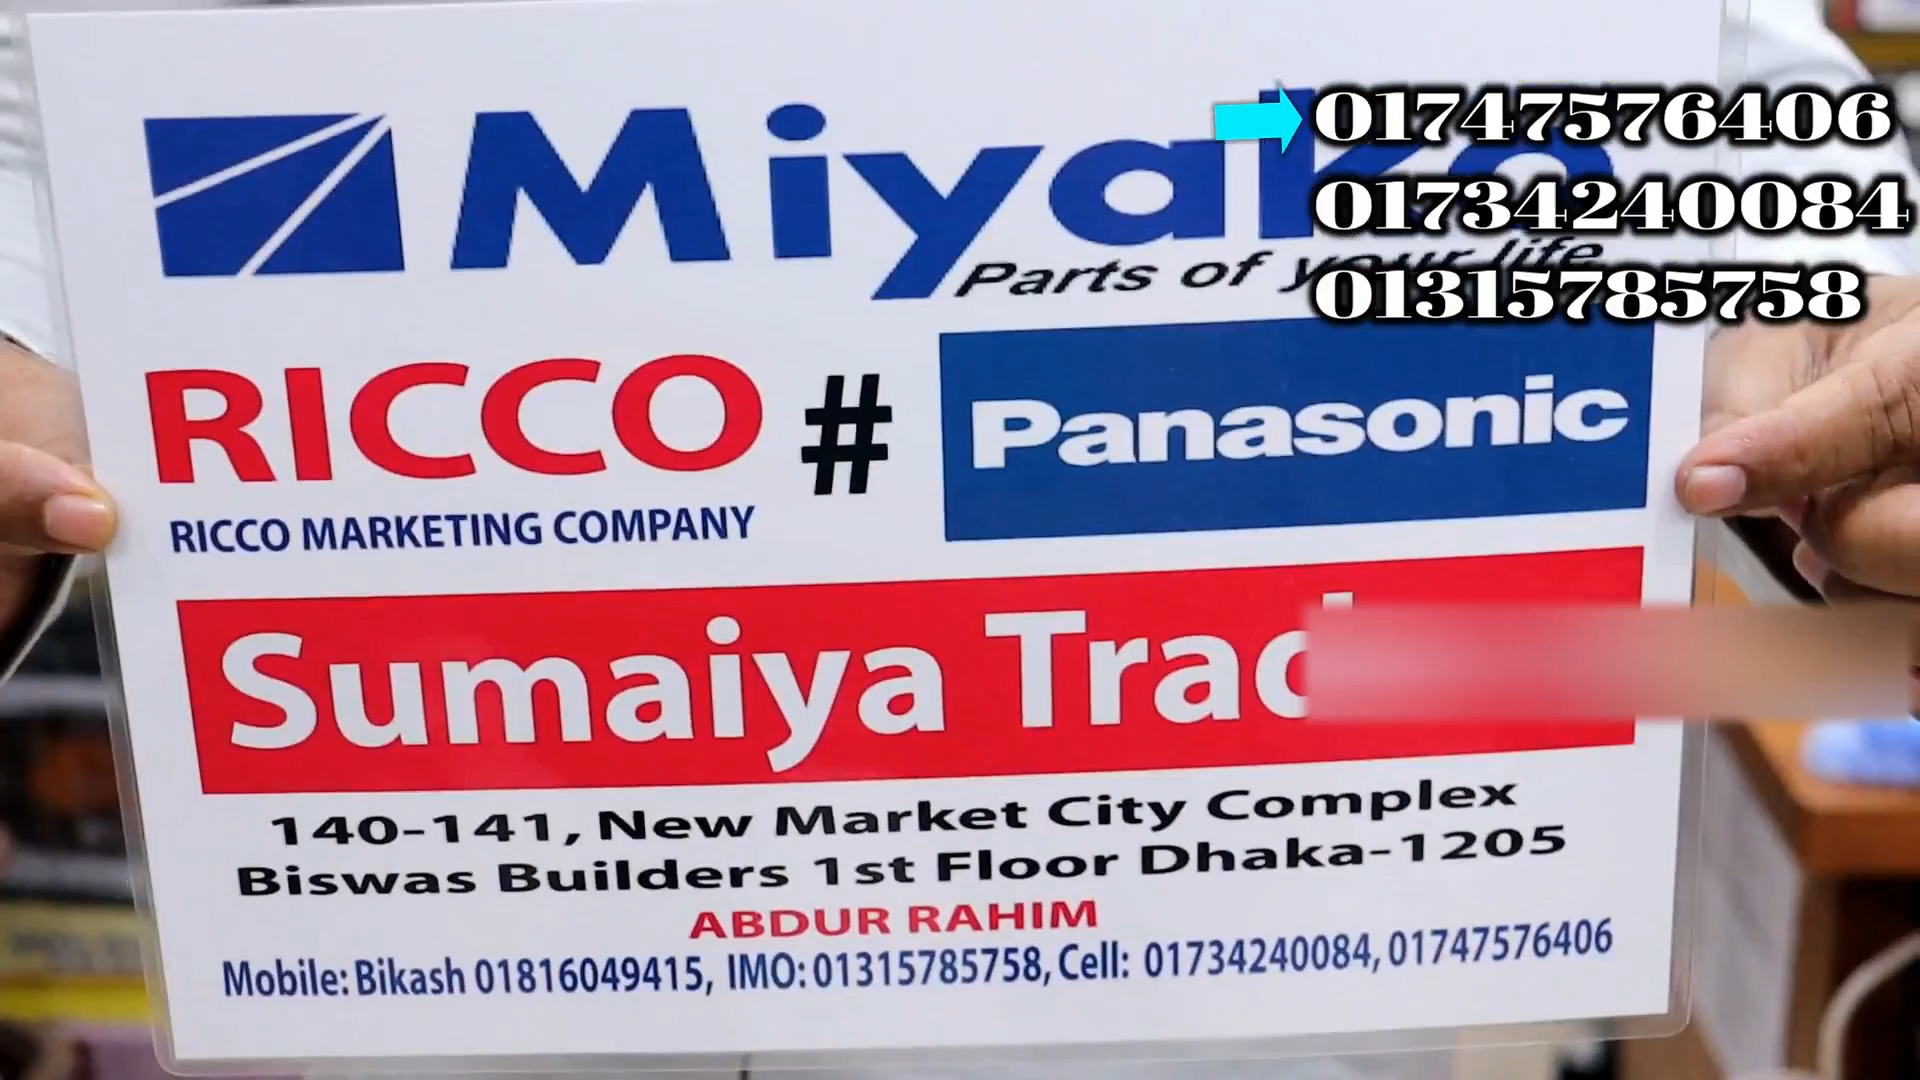 Miyako
Parts of your life
01747576406
01734240084
01315785758
RICCO # Panasonic
RICCO MARKETING COMPANY
Sumaiya
140-141, New Market City Complex
Biswas Builders 1st Floor Dhaka-1205
ABDUR RAHIM
Mobile: Bikash 01816049415, IMO: 01315785758, Cell: 01734240084, 01747576406